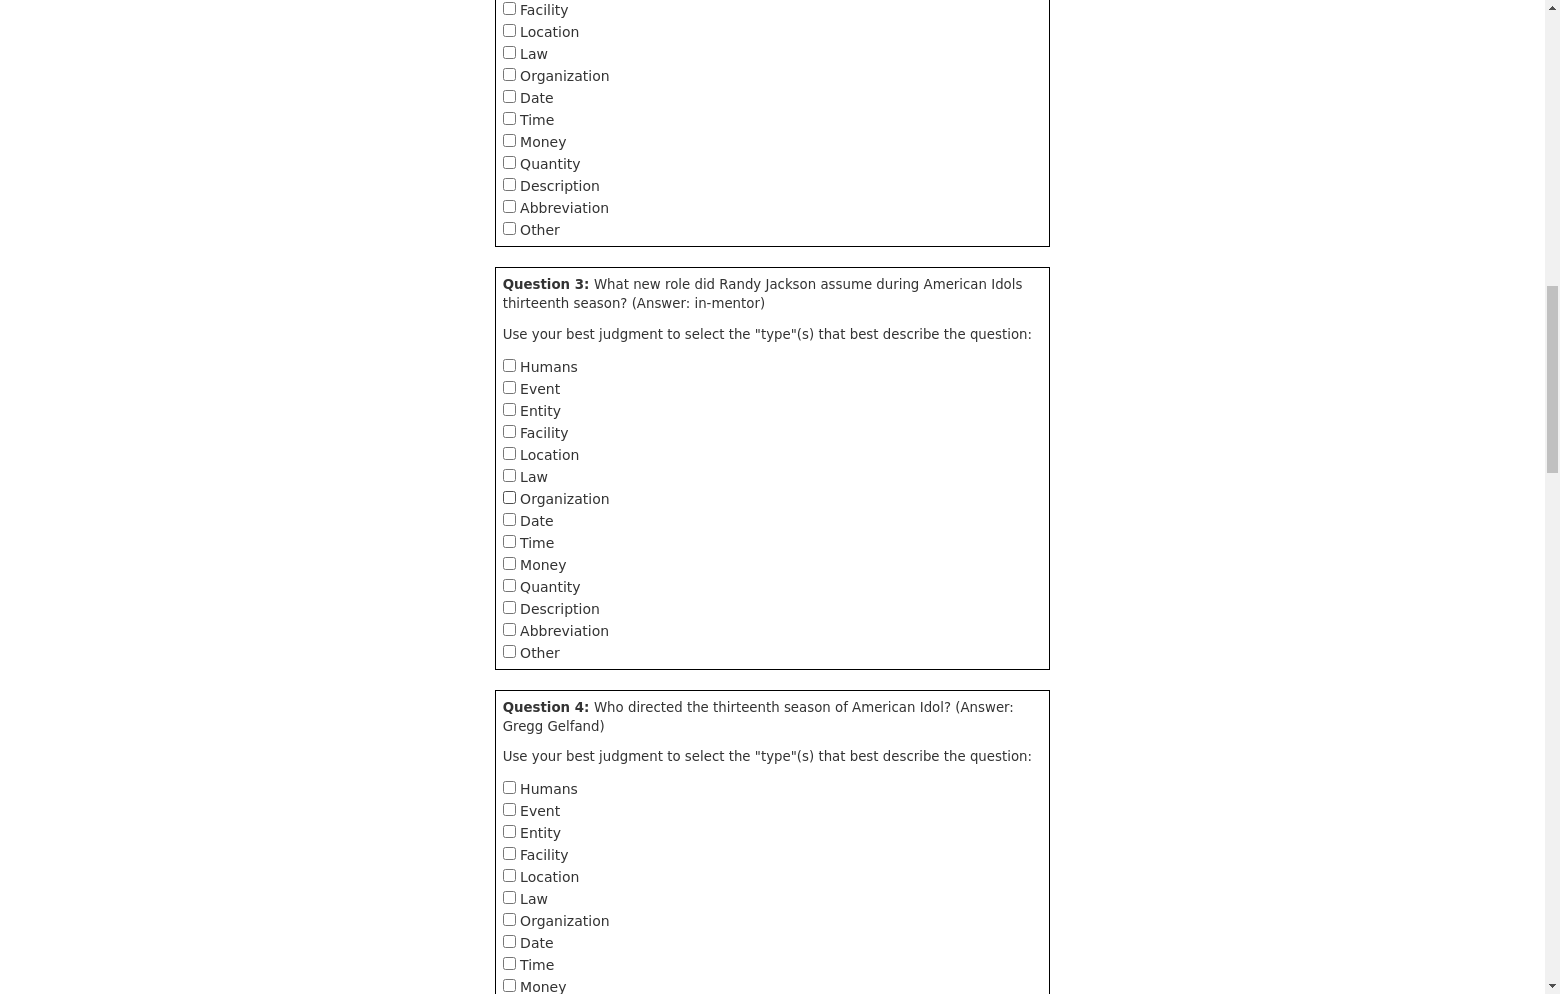 Facility
Location
Law
Organization
Date
Time
Money
Quantity
Description
Abbreviation
Other
Question 3: What new role did Randy Jackson assume during American Idols
thirteenth season? (Answer: in-mentor)
Use your best judgment to select the "type"(s) that best describe the question:
Humans
Event
Entity
Facility
Location
Law
Organization
Date
Time
Money
Quantity
Description
Abbreviation
Other
Question 4: Who directed the thirteenth season of American Idol? (Answer:
Gregg Gelfand)
Use your best judgment to select the "type"(s) that best describe the question:
Humans
Event
Entity
Facility
Location
Law
Organization
Date
Time
Money